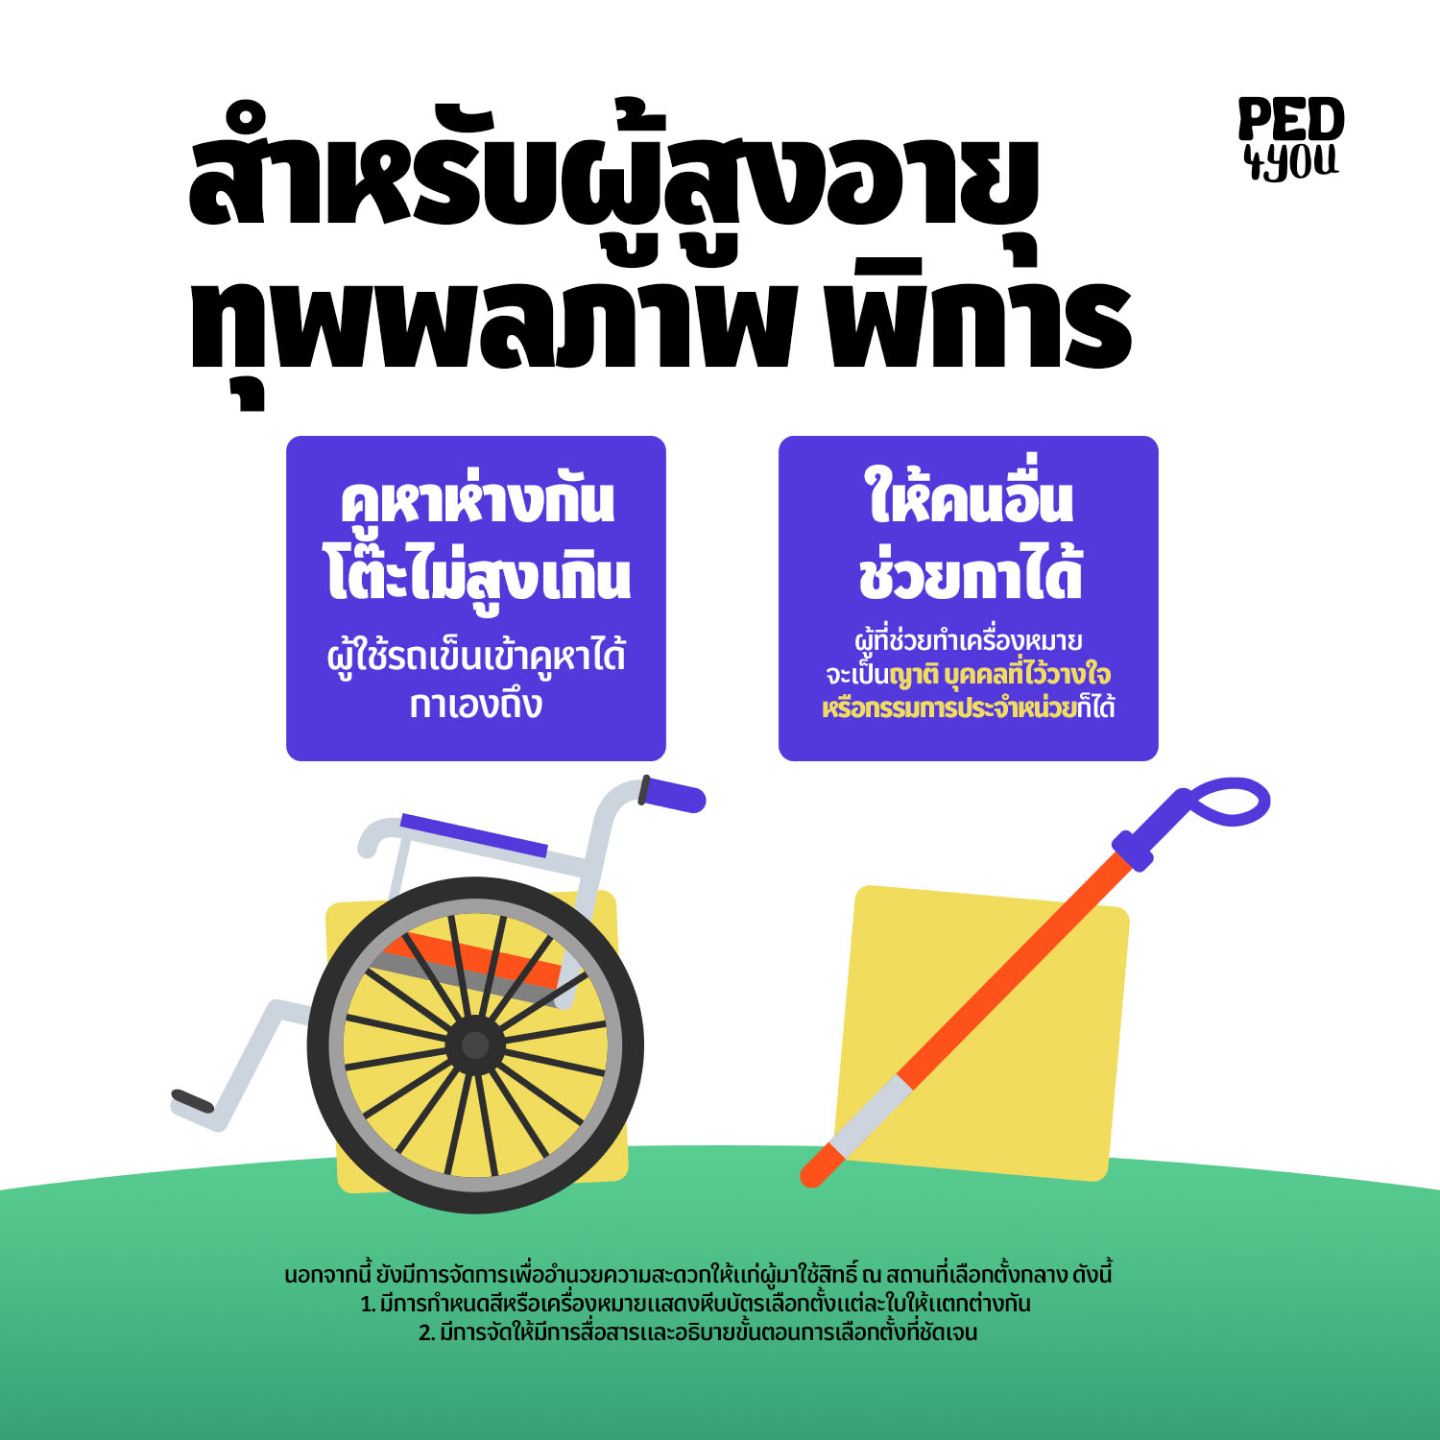 สำหรับผู้สูงอายุ
ทุพพลภาพ พิการ
PED
4YOU
คูหาห่างกัน
โต๊ะไม่สูงเกิน
ผู้ใช้รถเข็นเข้าคูหาได้
กาเองถึง
ให้คนอื่น
ช่วยกาได้
ผู้ที่ช่วยทำเครื่องหมาย
จะเป็นญาติ บุคคลที่ไว้วางใจ
หรือกรรมการประจำหน่วยก็ได้
นอกจากนี้ ยังมีการจัดการเพื่ออำนวยความสะดวกให้แก่ผู้มาใช้สิทธิ์ ณ สถานที่เลือกตั้งกลาง ดังนี้
1. มีการกำหนดสีหรือเครื่องหมายแสดงหีบบัตรเลือกตั้งแต่ละใบให้แตกต่างกัน
2. มีการจัดให้มีการสื่อสารและอธิบายขั้นตอนการเลือกตั้งที่ชัดเจน